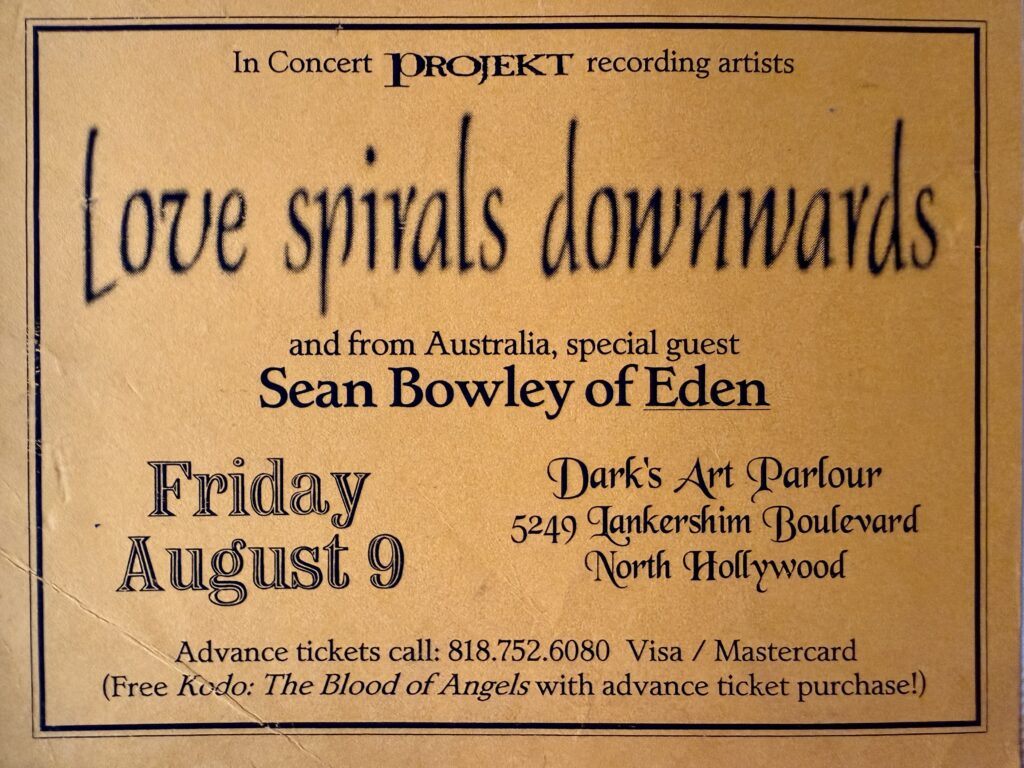 In Concert PROJEKT recording artists
Love spirals downwards
and from Australia, special guest
Sean Bowley of Eden
Friday
August 9
Dark's Art Parlour
5249 Lankershim Boulevard
North Hollywood
Advance tickets call: 818.752.6080 Visa / Mastercard
(Free Kodo: The Blood of Angels with advance ticket purchase!)